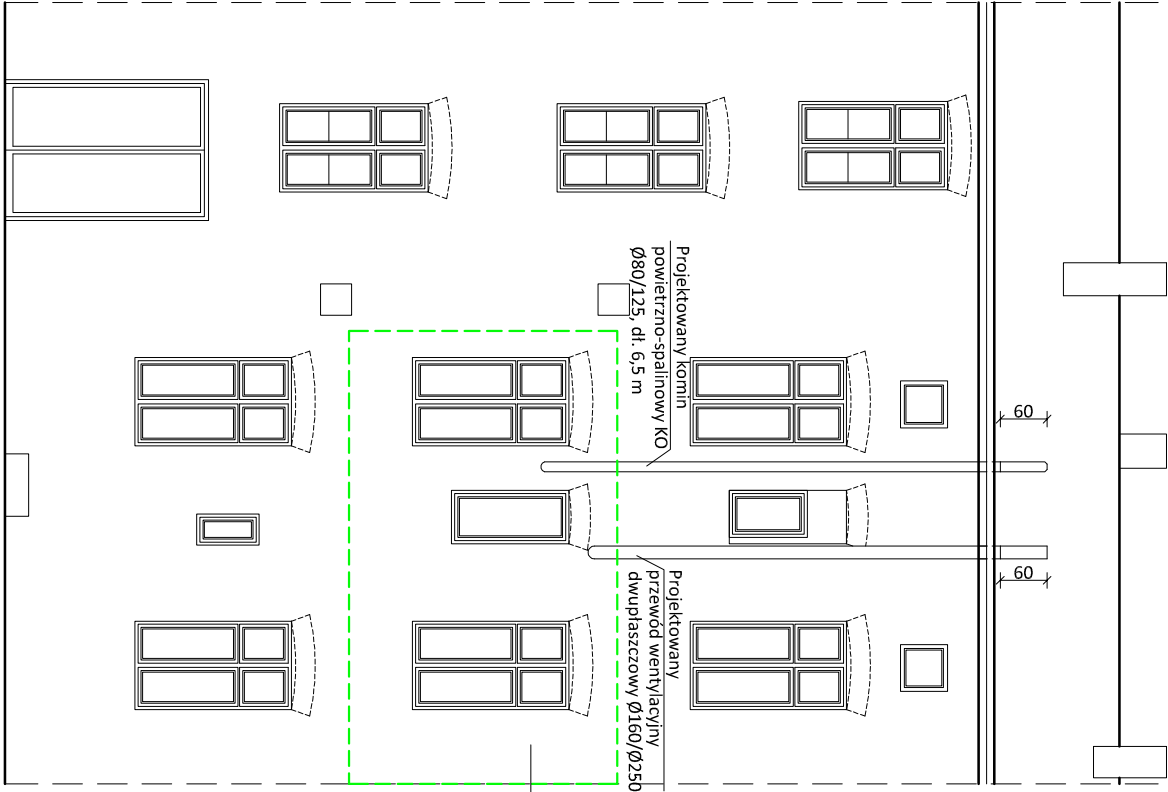 Projektowany komin
powietrzno-spalinowy KO
Ø80/125, dł. 6,5 m
60
60
Projektowany
przewód wentylacyjny
dwupłaszczowy Ø160/Ø250